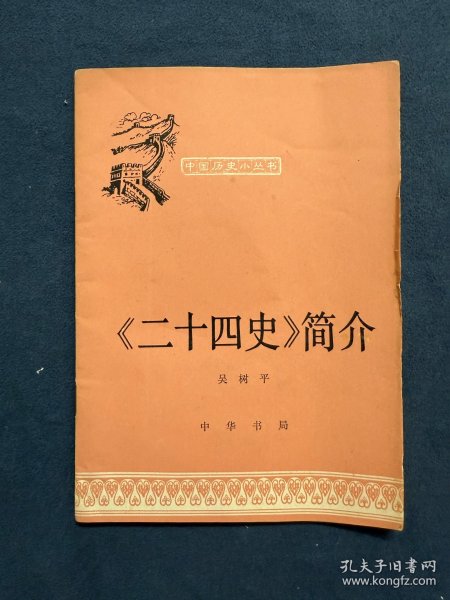 中国历史小丛书
《二十四史》简介
吴树平
中华书局
孔夫子旧书网
www.kongfz.com